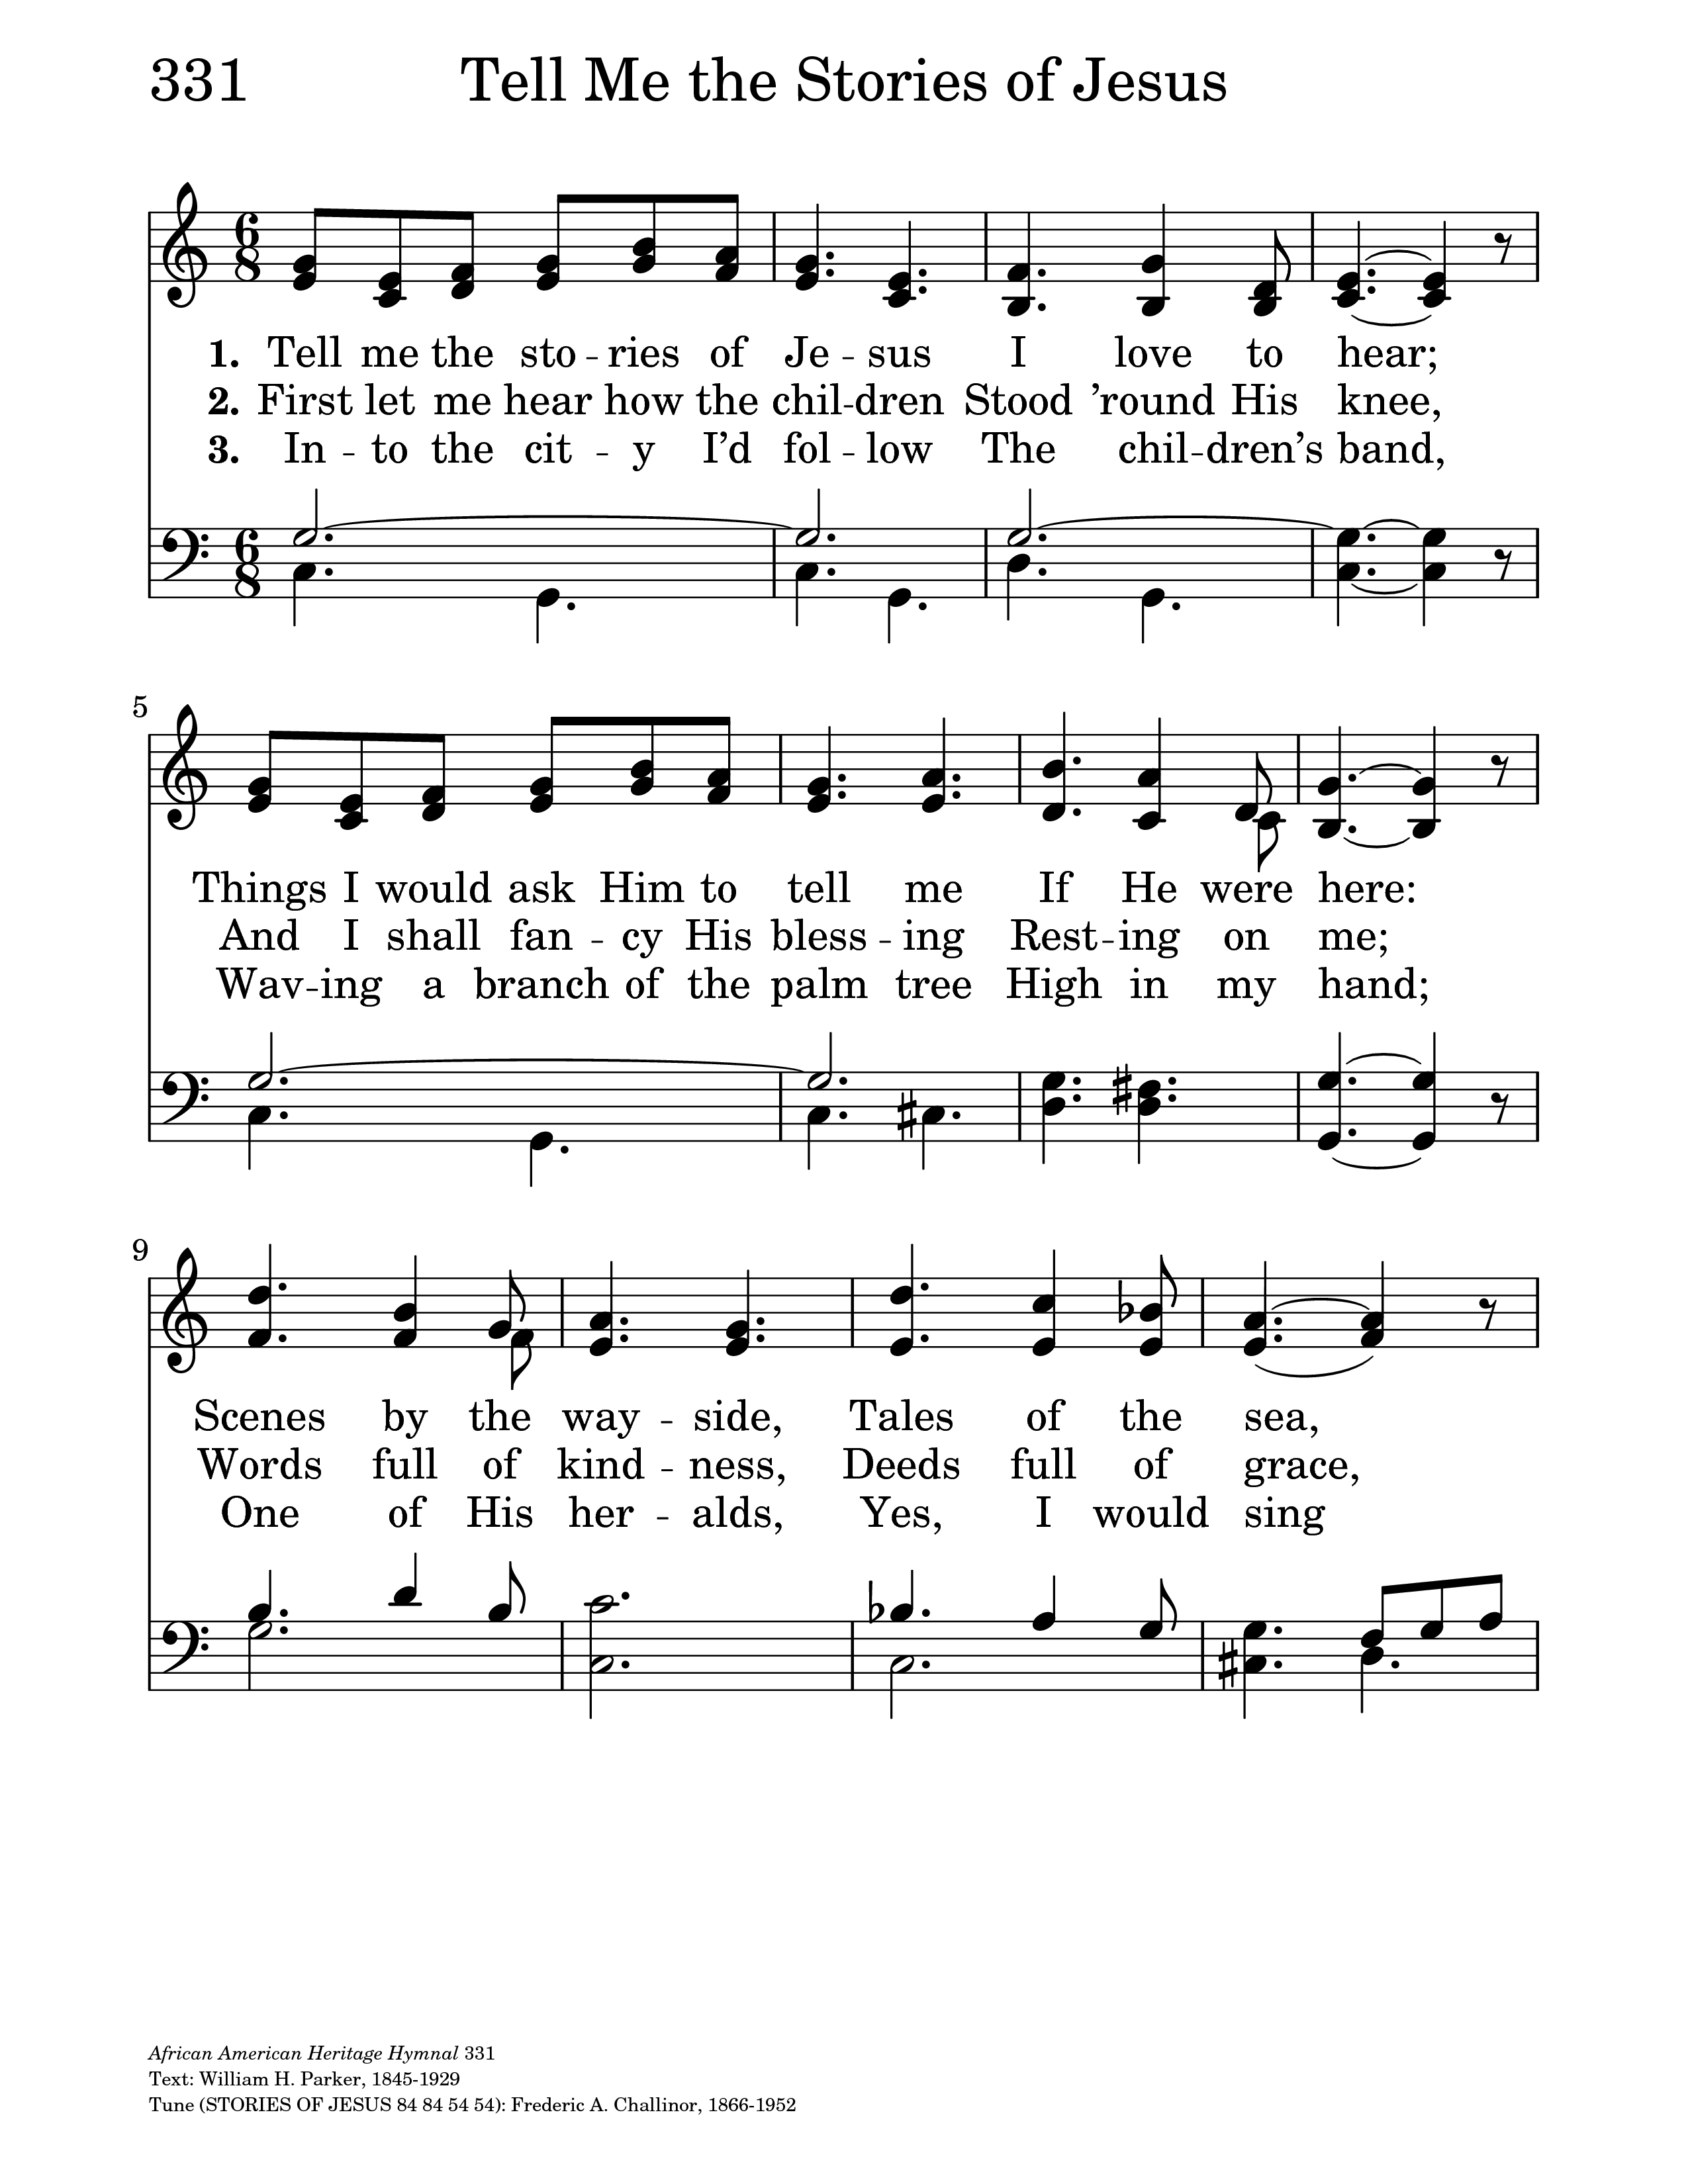 331 Tell Me the Stories of Jesus
6 8
1. Tell me the sto -- ries of Je -- sus I love to hear;
2. First let me hear how the chil -- dren Stood ’round His knee,
3. In -- to the cit -- y I’d fol -- low The chil -- dren’s band,
6 8
5
Things I would ask Him to tell me If He were here:
And I shall fan -- cy His bless -- ing Rest -- ing on me;
Wav -- ing a branch of the palm tree High in my hand;
9
Scenes by the way -- side, Tales of the sea,
Words full of kind -- ness, Deeds full of grace,
One of His her -- alds, Yes, I would sing
African American Heritage Hymnal 331
Text: William H. Parker, 1845-1929
Tune (STORIES OF JESUS 84 84 54 54): Frederic A. Challinor, 1866-1952